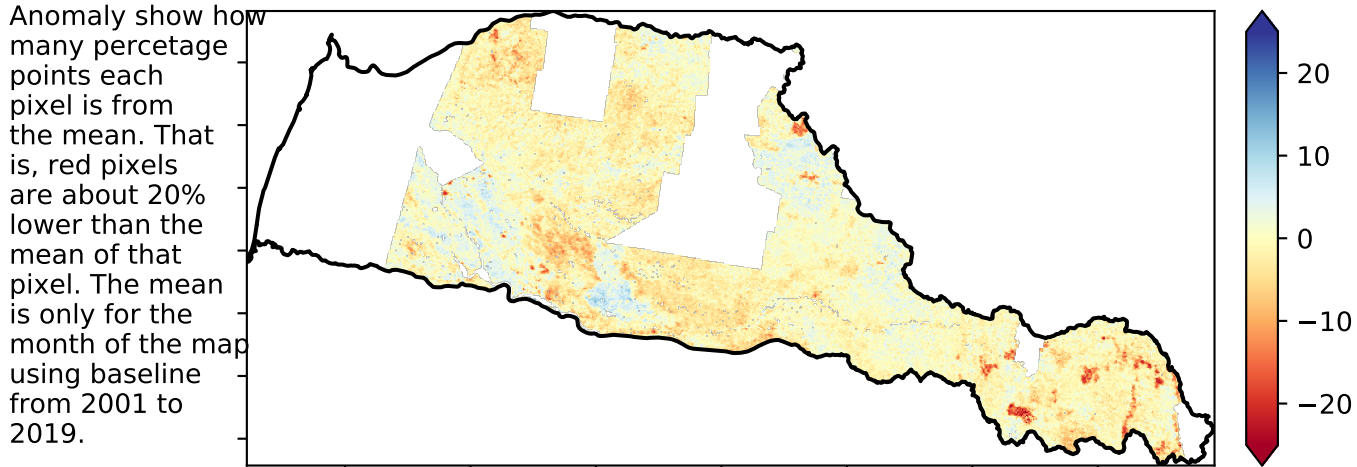 Anomaly show how
many percetage
points each
pixel is from
the mean. That
is, red pixels
are about 20%
lower than the
mean of that
pixel. The mean
is only for the
month of the map
using baseline
from 2001 to
2019.
20
10
0
−10
−20